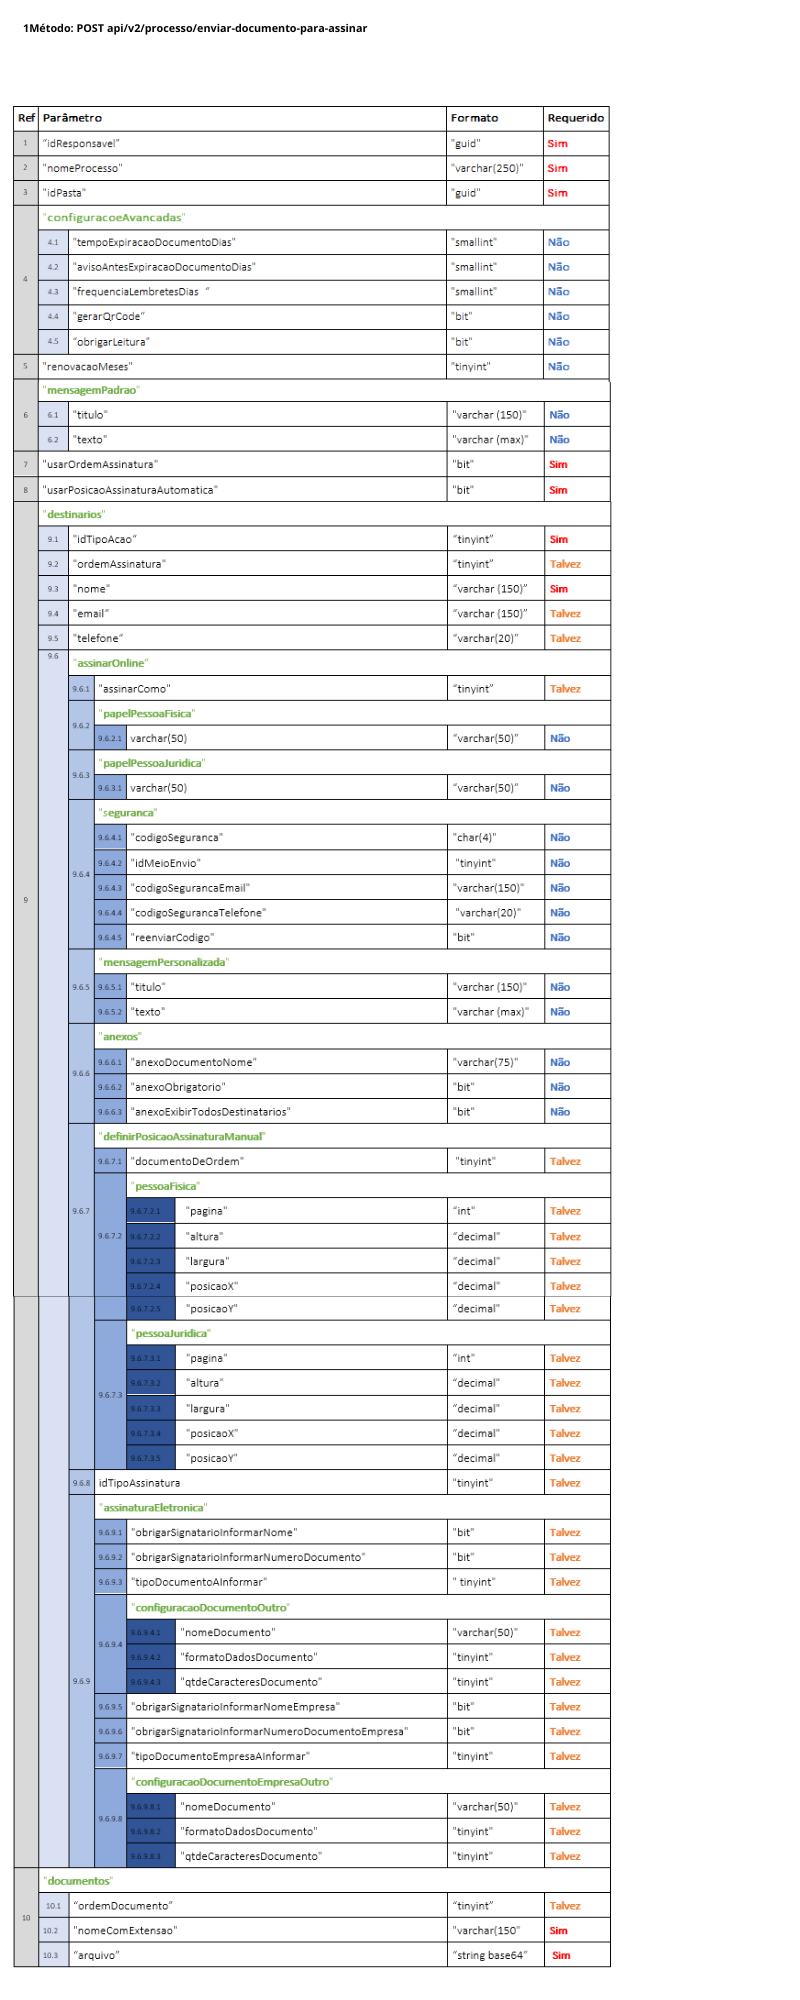 1Método: POST api/v2/processo/enviar-documento-para-assinar
Ref Parâmetro Formato Requerido
1 “idResponsavel” "guid" Sim
2 "nomeProcesso" "varchar(250)" Sim
3 "idPasta" "guid" Sim
4
"configuracoeAvancadas"
4.1 "tempoExpiracaoDocumentoDias" "smallint" Não
4.2 "avisoAntesExpiracaoDocumentoDias" "smallint" Não
4.3 "frequenciaLembretesDias “ "smallint" Não
4.4 "gerarQrCode“ "bit" Não
4.5 “obrigarLeitura” "bit" Não
5 "renovacaoMeses" "tinyint" Não
6
"mensagemPadrao"
6.1 "titulo" "varchar (150)" Não
6.2 "texto" "varchar (max)" Não
7 "usarOrdemAssinatura" "bit" Sim
8 "usarPosicaoAssinaturaAutomatica" "bit" Sim
9
"destinarios"
9.1 "idTipoAcao“ “tinyint” Sim
9.2 "ordemAssinatura" “tinyint” Talvez
9.3 "nome" “varchar (150)” Sim
9.4 "email“ “varchar (150)” Talvez
9.5 "telefone“ “varchar(20)” Talvez
9.6 "assinarOnline"
9.6.1 "assinarComo" “tinyint” Talvez
9.6.2
"papelPessoaFisica"
9.6.2.1 varchar(50) “varchar(50)” Não
9.6.3
"papelPessoaJuridica"
9.6.3.1 varchar(50) “varchar(50)” Não
9.6.4
"seguranca"
9.6.4.1 "codigoSeguranca" "char(4)" Não
9.6.4.2 "idMeioEnvio" "tinyint" Não
9.6.4.3 "codigoSegurancaEmail" "varchar(150)" Não
9.6.4.4 "codigoSegurancaTelefone" "varchar(20)" Não
9.6.4.5 "reenviarCodigo" "bit" Não
9.6.5
"mensagemPersonalizada"
9.6.5.1 "titulo" "varchar (150)" Não
9.6.5.2 "texto" "varchar (max)" Não
9.6.6
"anexos"
9.6.6.1 "anexoDocumentoNome" "varchar(75)" Não
9.6.6.2 "anexoObrigatorio" "bit" Não
9.6.6.3 "anexoExibirTodosDestinatarios" "bit" Não
9.6.7
"definirPosicaoAssinaturaManual"
9.6.7.1 "documentoDeOrdem" "tinyint" Talvez
9.6.7.2
"pessoaFisica"
9.6.7.2.1 "pagina" “int" Talvez
9.6.7.2.2 "altura" “decimal" Talvez
9.6.7.2.3 "largura" “decimal" Talvez
9.6.7.2.4 "posicaoX" “decimal" Talvez
9.6.7.2.5 "posicaoY" “decimal" Talvez
9.6.7.3
"pessoaJuridica"
9.6.7.3.1 "pagina" “int" Talvez
9.6.7.3.2 "altura" “decimal" Talvez
9.6.7.3.3 "largura" “decimal" Talvez
9.6.7.3.4 "posicaoX" “decimal" Talvez
9.6.7.3.5 "posicaoY" “decimal" Talvez
9.6.8 idTipoAssinatura "tinyint" Talvez
9.6.9
"assinaturaEletronica"
9.6.9.1 "obrigarSignatarioInformarNome" "bit" Talvez
9.6.9.2 "obrigarSignatarioInformarNumeroDocumento" "bit" Talvez
9.6.9.3 "tipoDocumentoAInformar" " tinyint" Talvez
9.6.9.4
"configuracaoDocumentoOutro"
9.6.9.4.1 "nomeDocumento" "varchar(50)" Talvez
9.6.9.4.2 "formatoDadosDocumento" "tinyint" Talvez
9.6.9.4.3 "qtdeCaracteresDocumento" "tinyint" Talvez
9.6.9.5 "obrigarSignatarioInformarNomeEmpresa" "bit" Talvez
9.6.9.6 "obrigarSignatarioInformarNumeroDocumentoEmpresa" "bit" Talvez
9.6.9.7 "tipoDocumentoEmpresaAInformar" "tinyint" Talvez
9.6.9.8
"configuracaoDocumentoEmpresaOutro"
9.6.9.8.1 "nomeDocumento" "varchar(50)" Talvez
9.6.9.8.2 "formatoDadosDocumento" "tinyint" Talvez
9.6.9.8.3 "qtdeCaracteresDocumento" "tinyint" Talvez
10
"documentos"
10.1 “ordemDocumento” “tinyint” Talvez
10.2 "nomeComExtensao" "varchar(150" Sim
10.3 “arquivo” “string base64” Sim